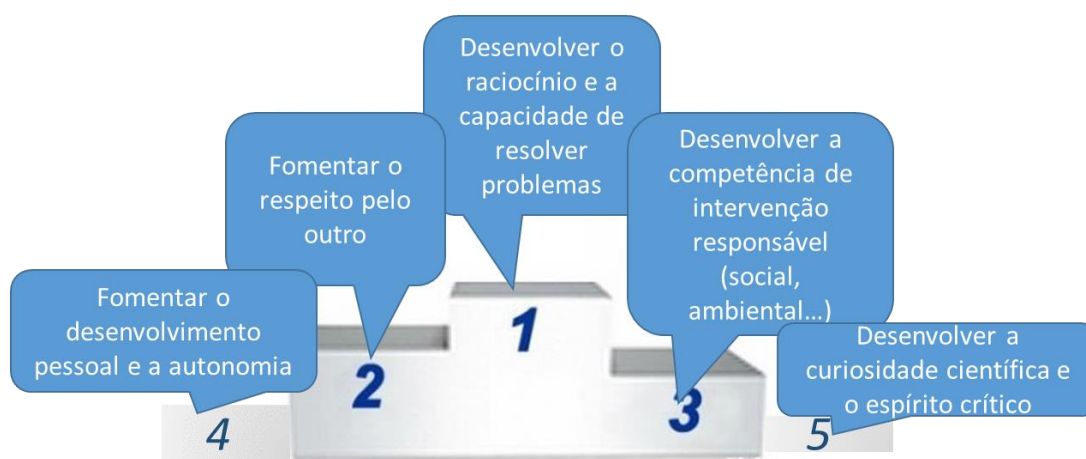 Desenvolver o
raciocínio e a
capacidade de
resolver
problemas
Fomentar o
respeito pelo
outro
Desenvolver a
competência de
intervenção
responsável
(social,
ambiental...)
Fomentar o
desenvolvimento
pessoal e a autonomia
Desenvolver a
curiosidade científica e
o espírito crítico
1
2
3
4
5